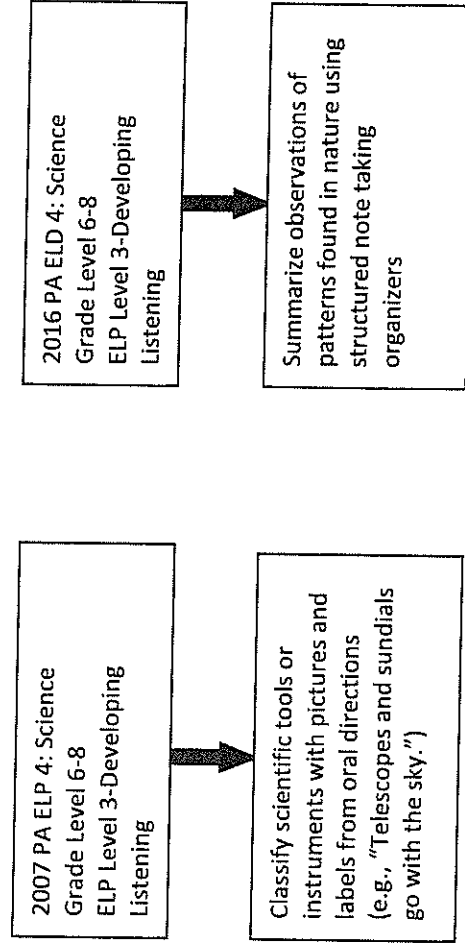 2007 PA ELP 4: Science
Grade Level 6-8
ELP Level 3-Developing
Listening
Classify scientific tools or
instruments with pictures and
labels from oral directions
(e.g., "Telescopes and sundials
go with the sky.")
2016 PA ELD 4: Science
Grade Level 6-8
ELP Level 3-Developing
Listening
Summarize observations of
patterns found in nature using
structured note taking
organizers